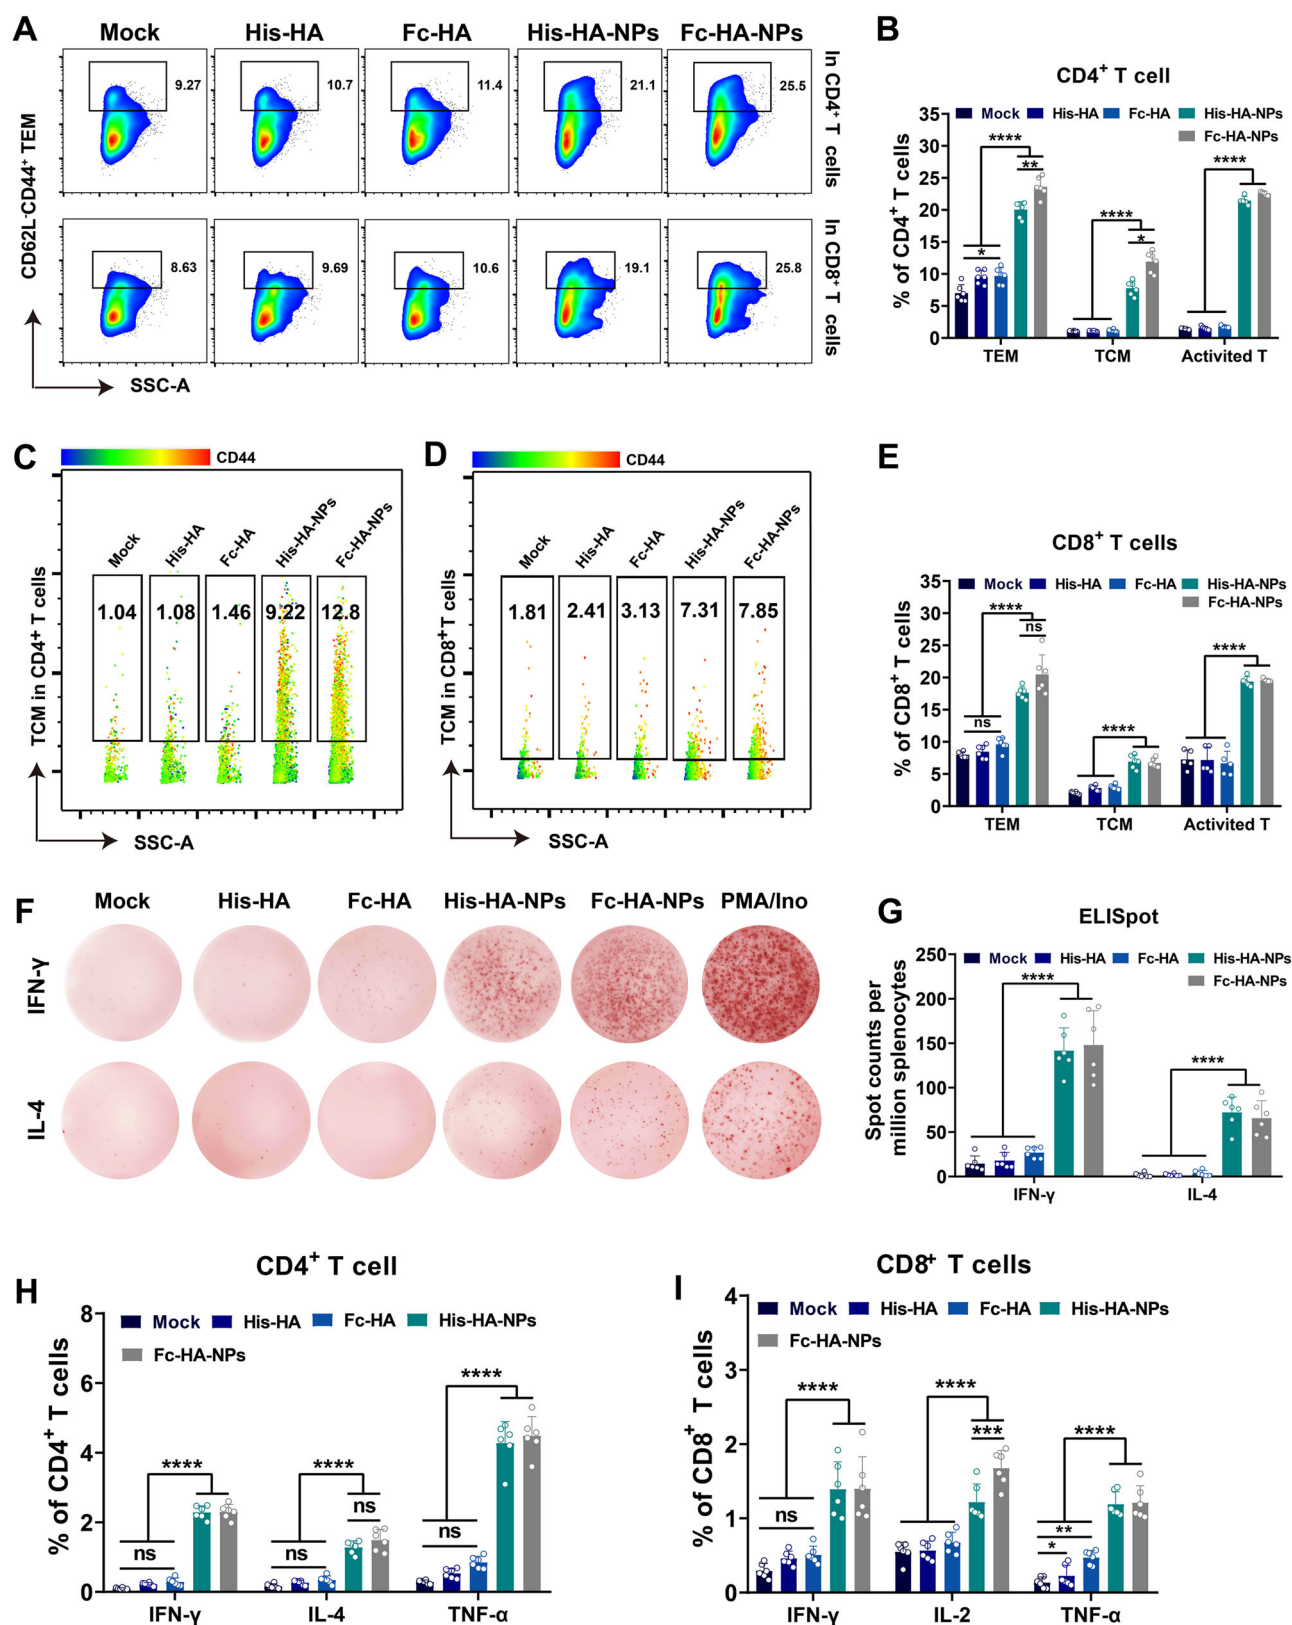 A
Mock His-HA Fc-HA His-HA-NPs Fc-HA-NPs
9.27 10.7 11.4 21.1 25.5
In CD4+ T cells
8.63 9.69 10.6 19.1 25.8
In CD8+ T cells
CD62L-CD44+ TEM
SSC-A
B
CD4+ T cell
Mock His-HA Fc-HA His-HA-NPs
Fc-HA-NPs
% of CD4+ T cells
35
30
25
20
15
10
5
0
**** ** *
**** *
****
TEM TCM Activited T
C
CD44
Mock His-HA Fc-HA His-HA-NPs Fc-HA-NPs
1.04 1.08 1.46 9.22 12.8
TCM in CD4+ T cells
SSC-A
D
CD44
Mock His-HA Fc-HA His-HA-NPs Fc-HA-NPs
1.81 2.41 3.13 7.31 7.85
TCM in CD8+T cells
SSC-A
E
CD8+ T cells
Mock His-HA Fc-HA His-HA-NPs
Fc-HA-NPs
% of CD8+ T cells
35
30
25
20
15
10
5
0
**** ns ns
****
****
TEM TCM Activited T
F
Mock His-HA Fc-HA His-HA-NPs Fc-HA-NPs PMA/Ino
IFN-γ
IL-4
G
ELISpot
Mock His-HA Fc-HA His-HA-NPs
Fc-HA-NPs
Spot counts per
million splenocytes
250
200
150
100
50
0
****
****
IFN-γ IL-4
H
CD4+ T cell
Mock His-HA Fc-HA His-HA-NPs
Fc-HA-NPs
% of CD4+ T cells
8
6
4
2
0
**** ns
**** ns ns
**** ns
IFN-γ IL-4 TNF-α
I
CD8+ T cells
Mock His-HA Fc-HA His-HA-NPs
Fc-HA-NPs
% of CD8+ T cells
4
3
2
1
0
**** ns
**** ***
**** ** *
IFN-γ IL-2 TNF-α